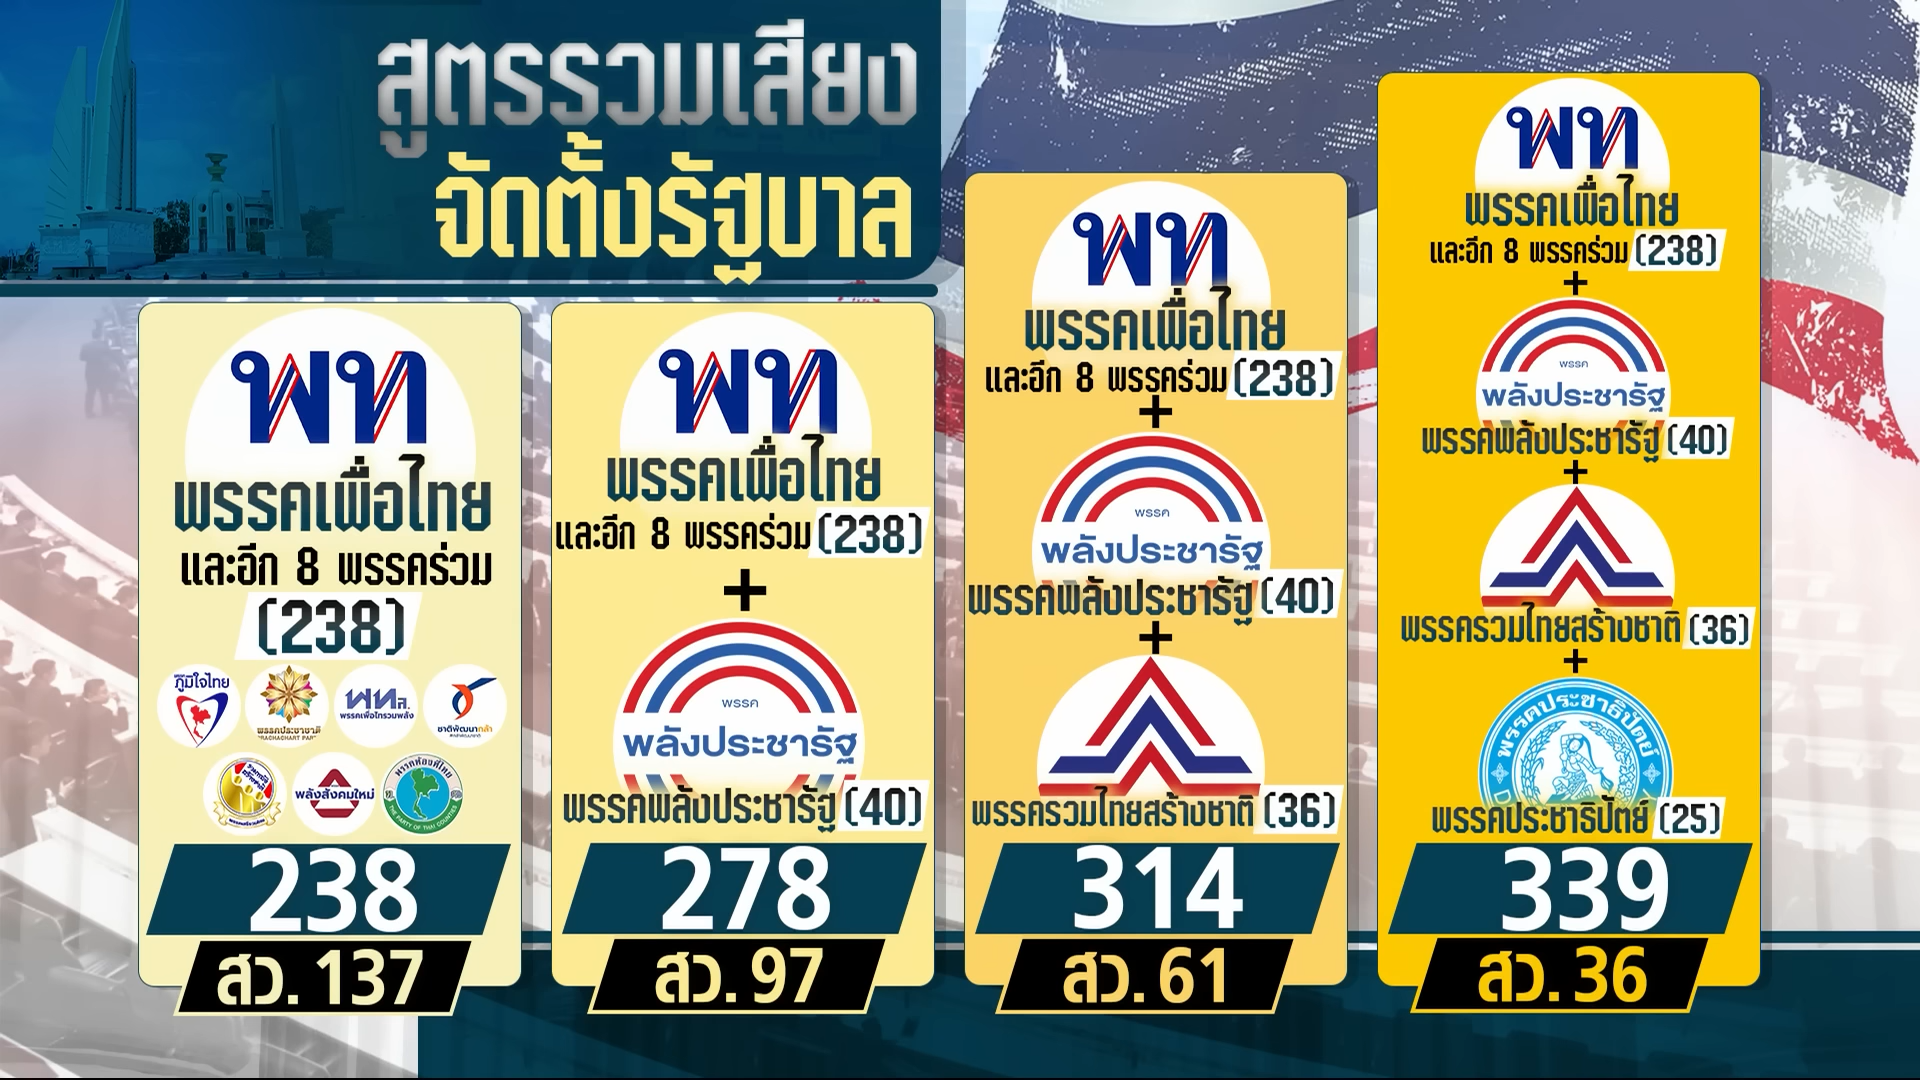 สูตรรวมเสียง
จัดตั้งรัฐบาล
พท
พรรคเพื่อไทย
และอีก 8 พรรคร่วม
(238)
ภูมิใจไทย
พรรคประชาชาติ
PRACHACHART PARTY
พทล.
พรรคเพื่อไทรวมพลัง
ชาติพัฒนากล้า
พลังสังคมใหม่
พรรคท้องที่ไทย
THE PARTY OF THAI COUNTIES
238
สว. 137
พท
พรรคเพื่อไทย
และอีก 8 พรรคร่วม (238)
+
พรรค
พลังประชารัฐ
พรรคพลังประชารัฐ (40)
278
สว. 97
พท
พรรคเพื่อไทย
และอีก 8 พรรคร่วม (238)
+
พรรค
พลังประชารัฐ
พรรคพลังประชารัฐ (40)
+
พรรครวมไทยสร้างชาติ (36)
314
สว. 61
พท
พรรคเพื่อไทย
และอีก 8 พรรคร่วม (238)
+
พรรค
พลังประชารัฐ
พรรคพลังประชารัฐ (40)
+
พรรครวมไทยสร้างชาติ (36)
+
พรรคประชาธิปัตย์
พรรคประชาธิปัตย์ (25)
339
สว. 36